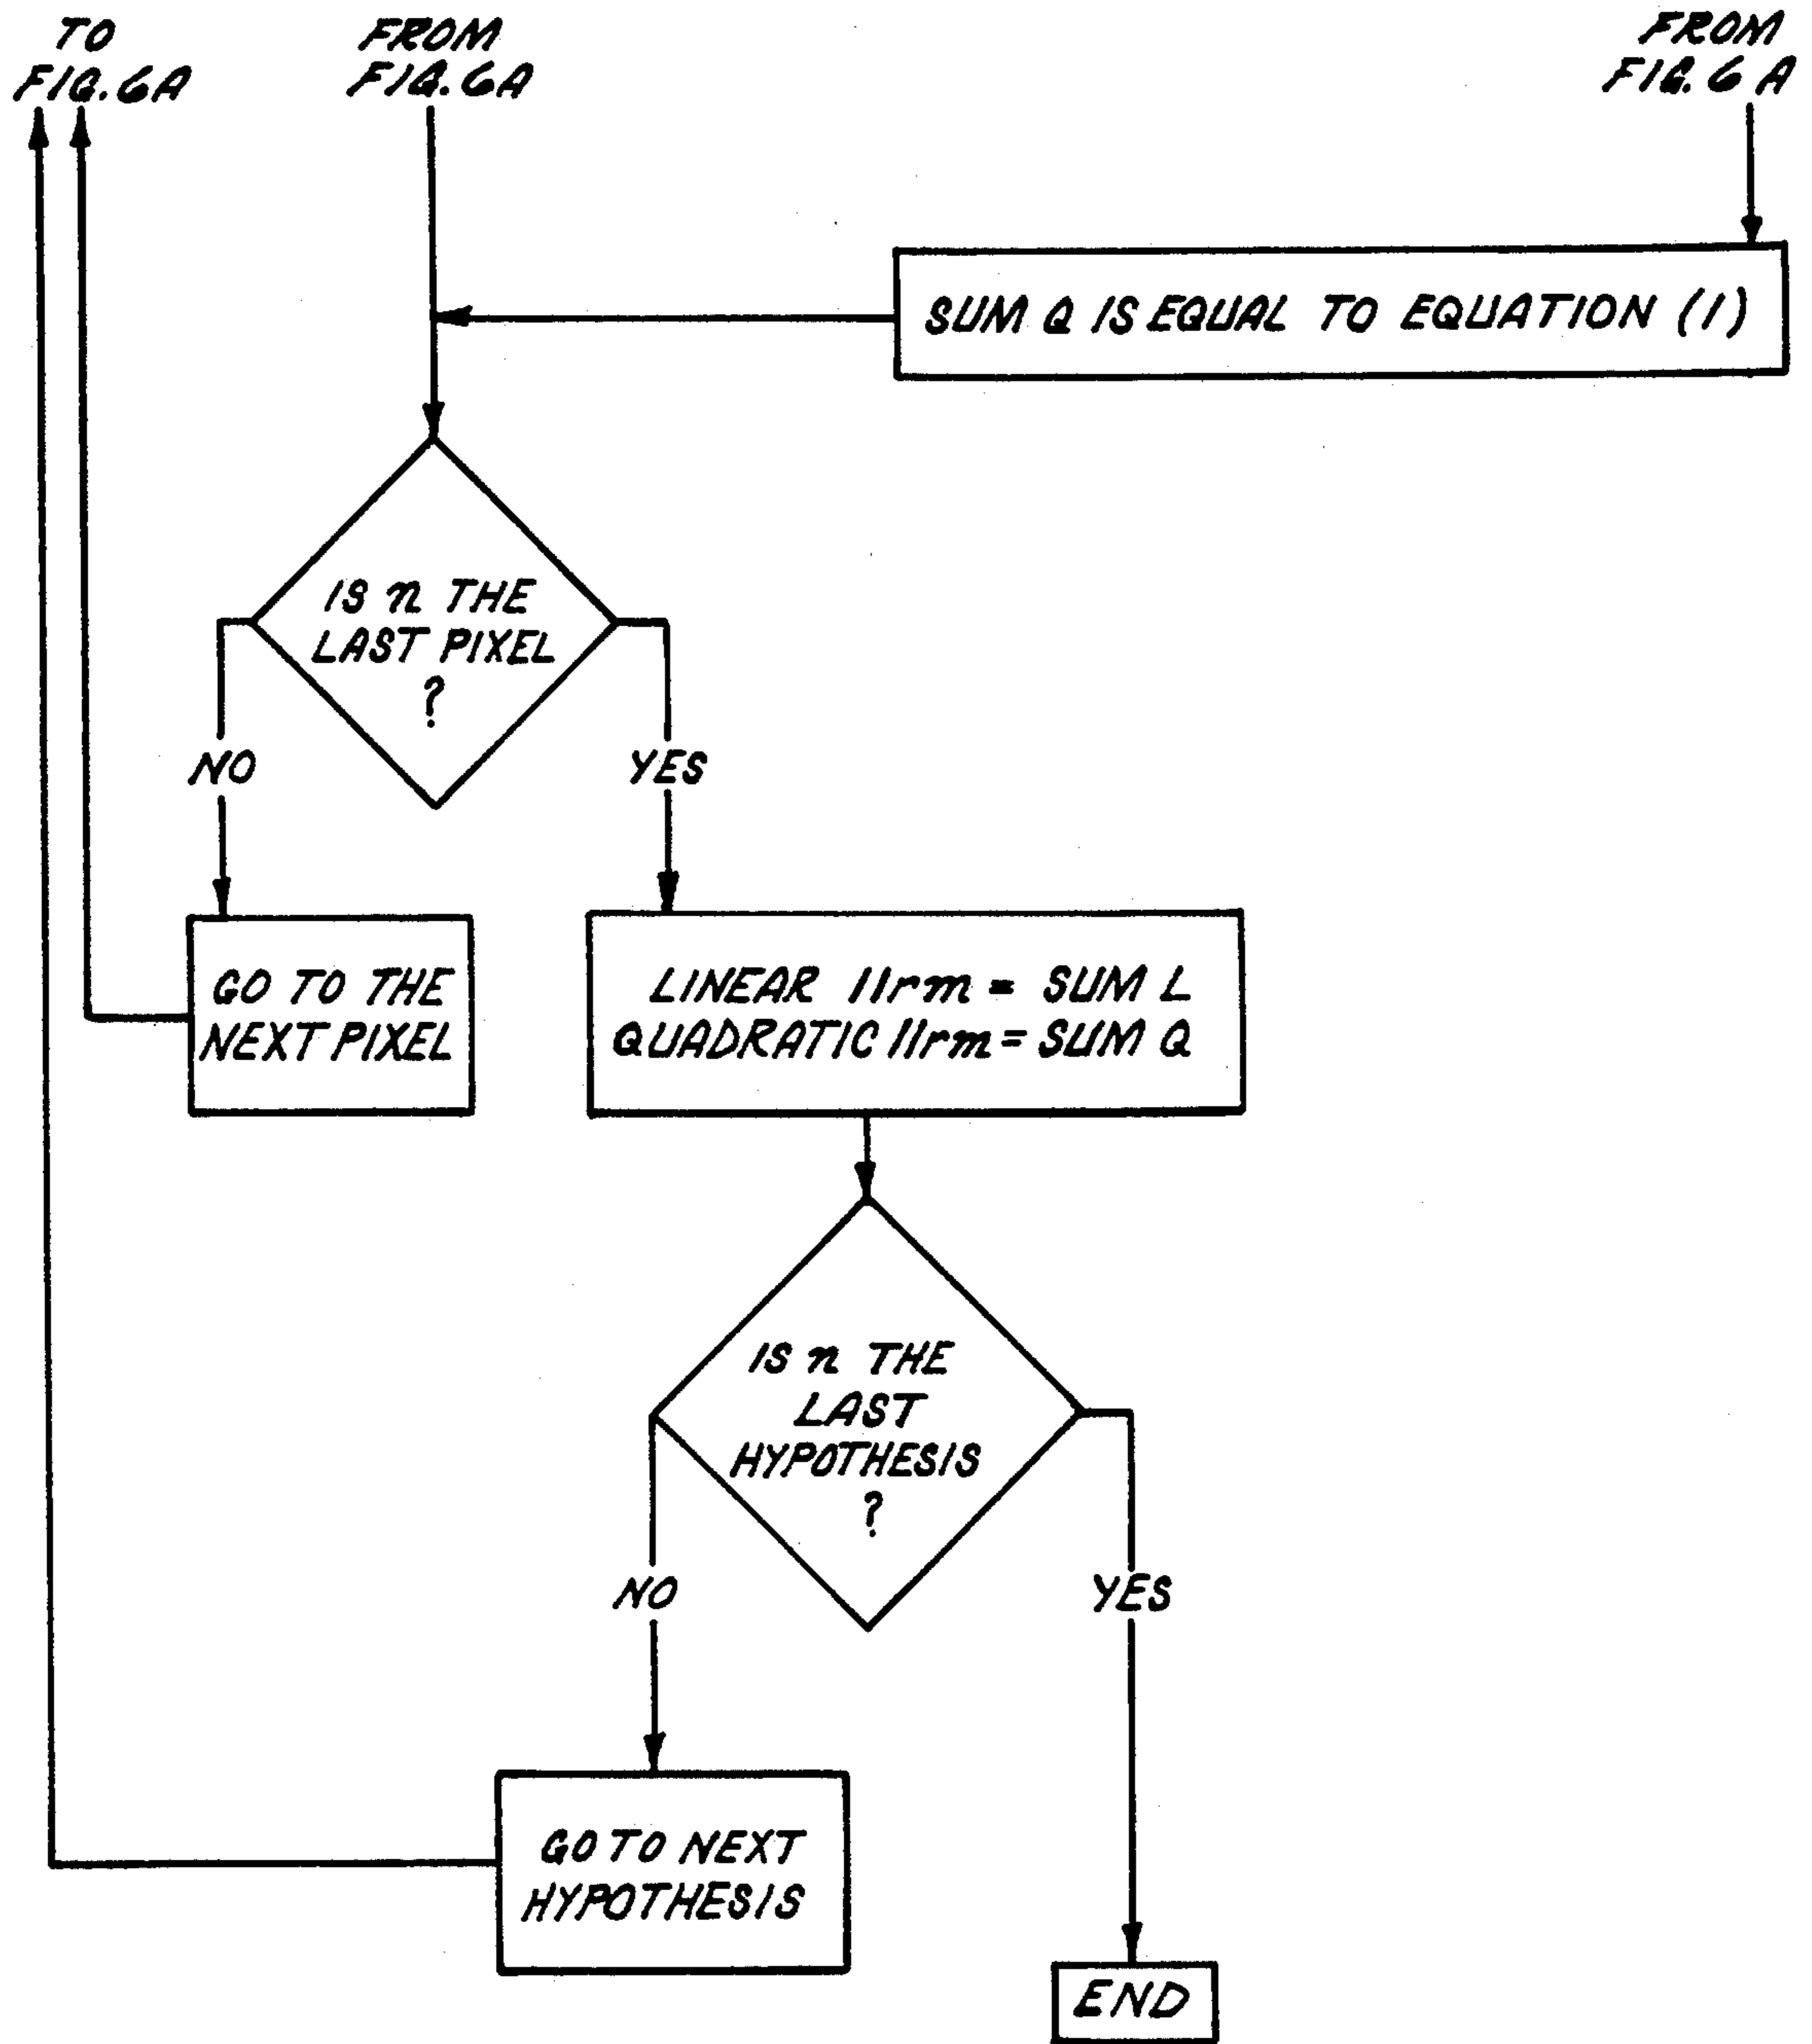 TO
FIG. 6A
FROM
FIG. 6A
FROM
FIG. 6A
SUM Q IS EQUAL TO EQUATION (1)
IS n THE
LAST PIXEL
?
NO
YES
GO TO THE
NEXT PIXEL
LINEAR llrm = SUM L
QUADRATIC llrm = SUM Q
IS n THE
LAST
HYPOTHESIS
?
NO
YES
GO TO NEXT
HYPOTHESIS
END